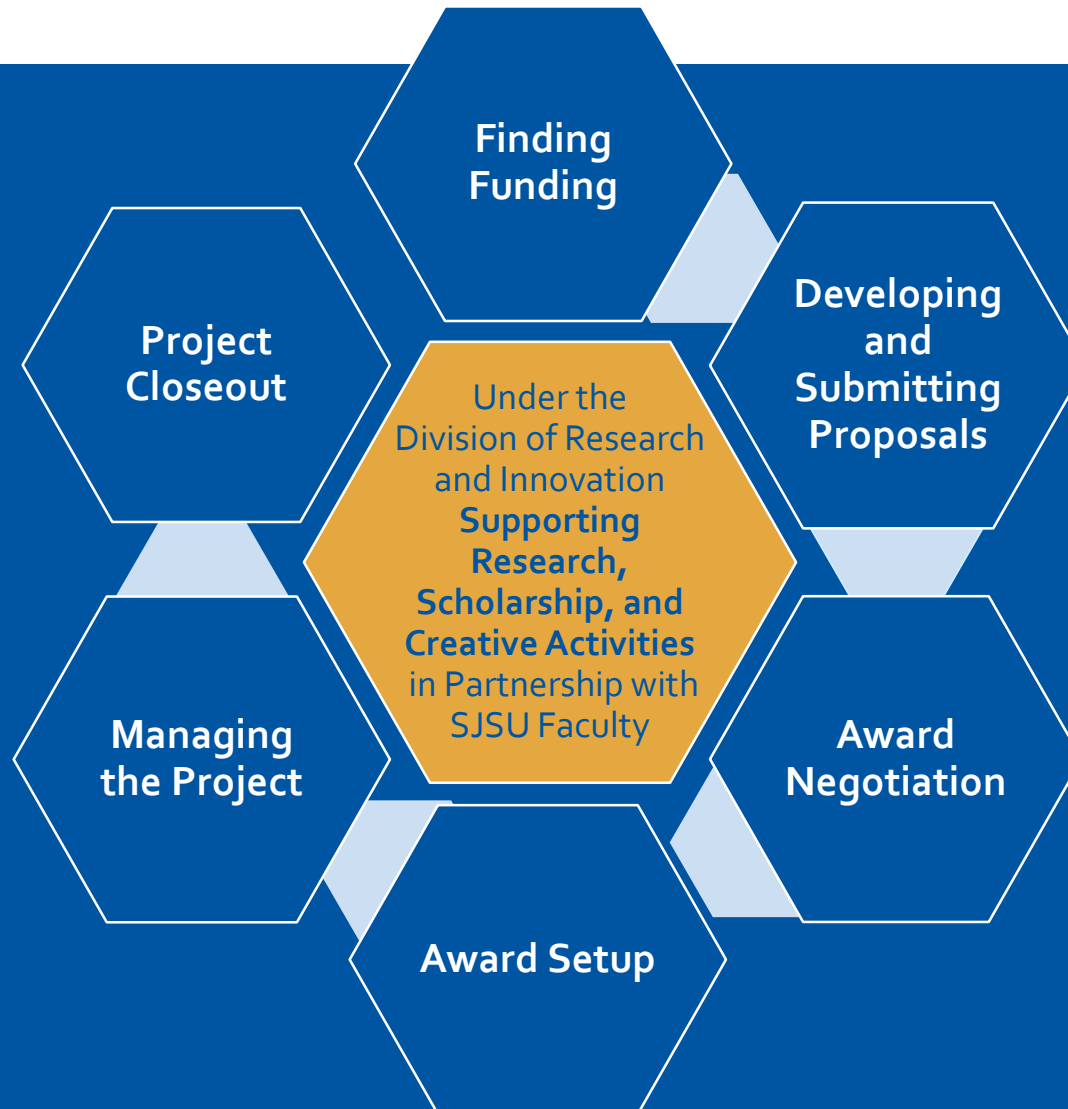 Finding
Funding
Developing
and
Submitting
Proposals
Award
Negotiation
Award Setup
Managing
the Project
Project
Closeout
Under the
Division of Research
and Innovation
Supporting
Research,
Scholarship, and
Creative Activities
in Partnership with
SJSU Faculty